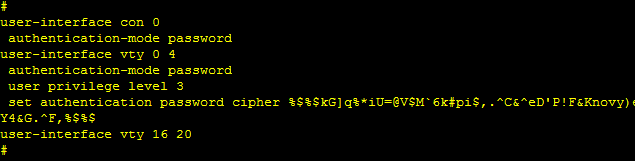 #
user-interface con 0
authentication-mode password
user-interface vty 0 4
authentication-mode password
user privilege level 3
set authentication password cipher %$%$kG]q%*iU=@V$M`6k#pi$,.^C&^eD'P!F&Knovy)e
Y4&G.^F,%$%$
user-interface vty 16 20
#